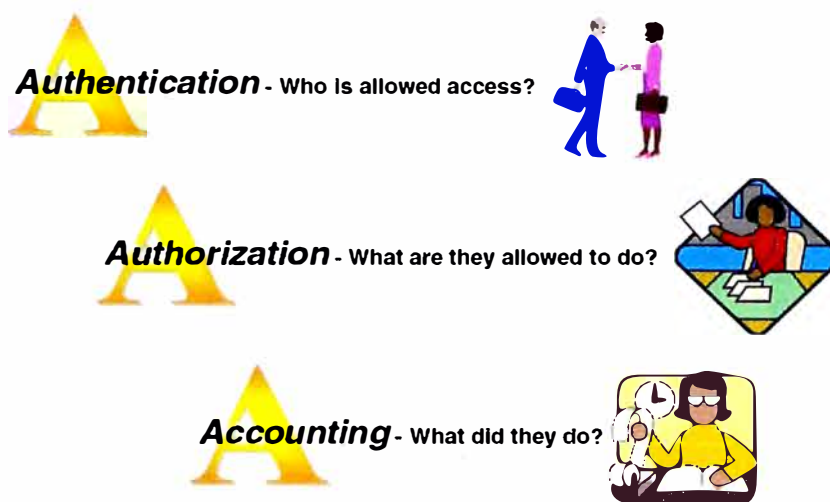 Authentication - Who is allowed access?
Authorization - What are they allowed to do?
Accounting - What did they do?